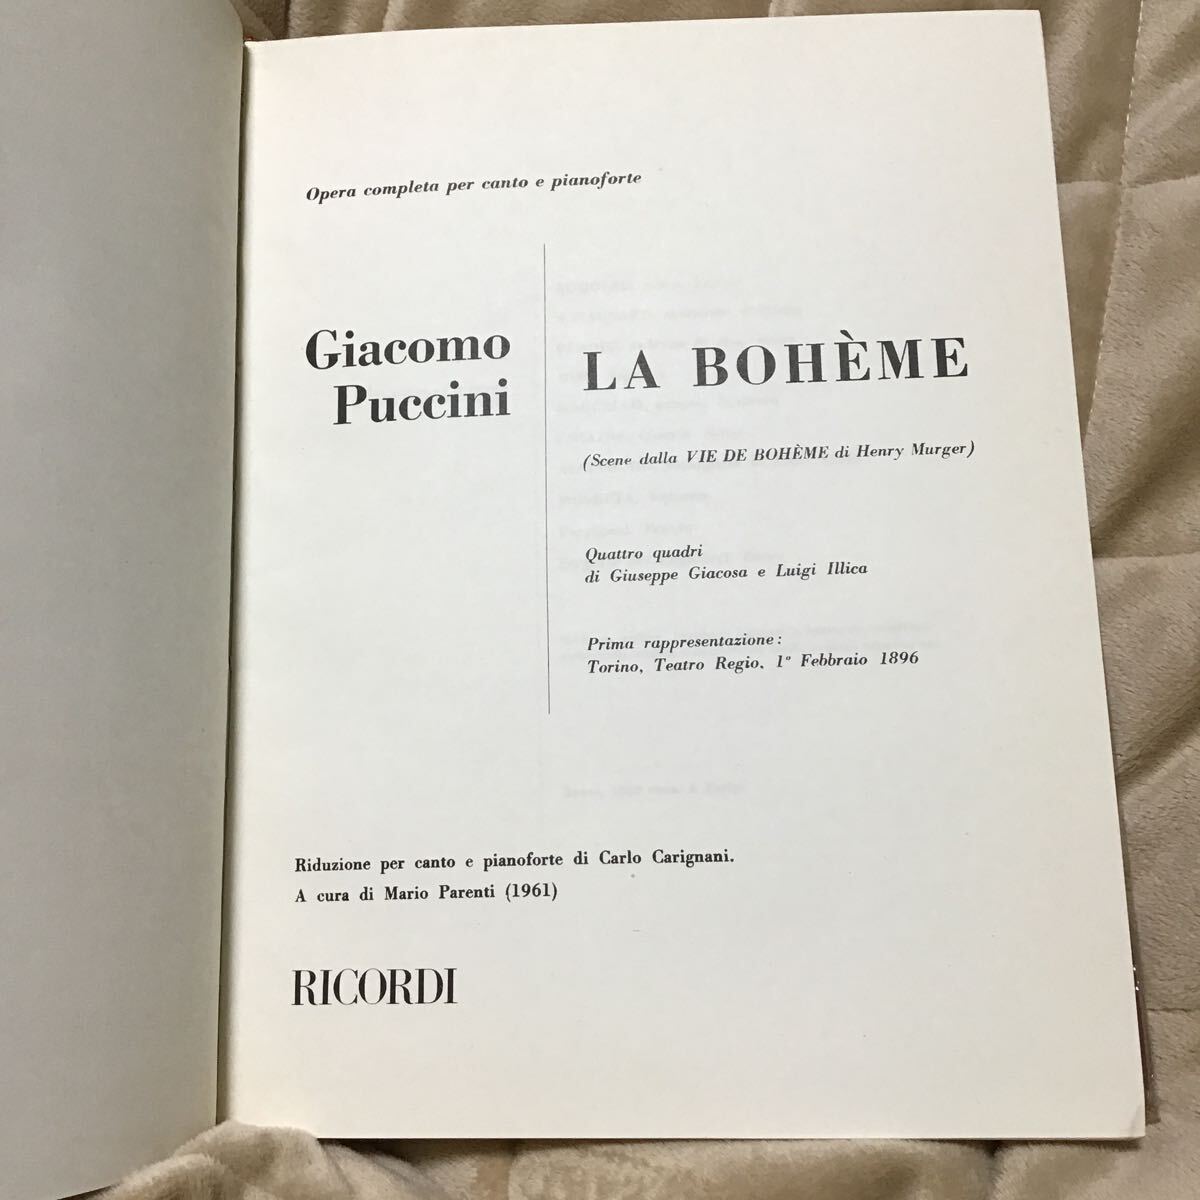 Opera completa per canto e pianoforte
Giacomo
Puccini
LA BOHÈME
(Scene dalla VIE DE BOHÈME di Henry Murger)
Quattro quadri
di Giuseppe Giacosa e Luigi Illica
Prima rappresentazione:
Torino, Teatro Regio, 1° Febbraio 1896
Riduzione per canto e pianoforte di Carlo Carignani.
A cura di Mario Parenti (1961)
RICORDI